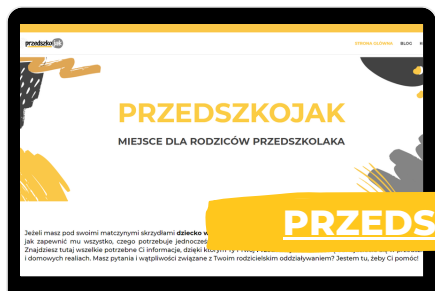 przedszkoljak
STRONA GŁÓWNA BLOG
PRZEDSZKOJAK
MIEJSCE DLA RODZICÓW PRZEDSZKOLAKA
PRZEDS
Jeżeli masz pod swoimi matczynymi skrzydłami dziecko w
jak zapewnić mu wszystko, czego potrzebuje jednocześ
Znajdziesz tutaj wszelkie potrzebne Ci informacje, dzięki
i domowych realiach. Masz pytania i wątpliwości związane z Twoim rodzicielskim oddziaływaniem? Jestem tu, żeby Ci pomóc!